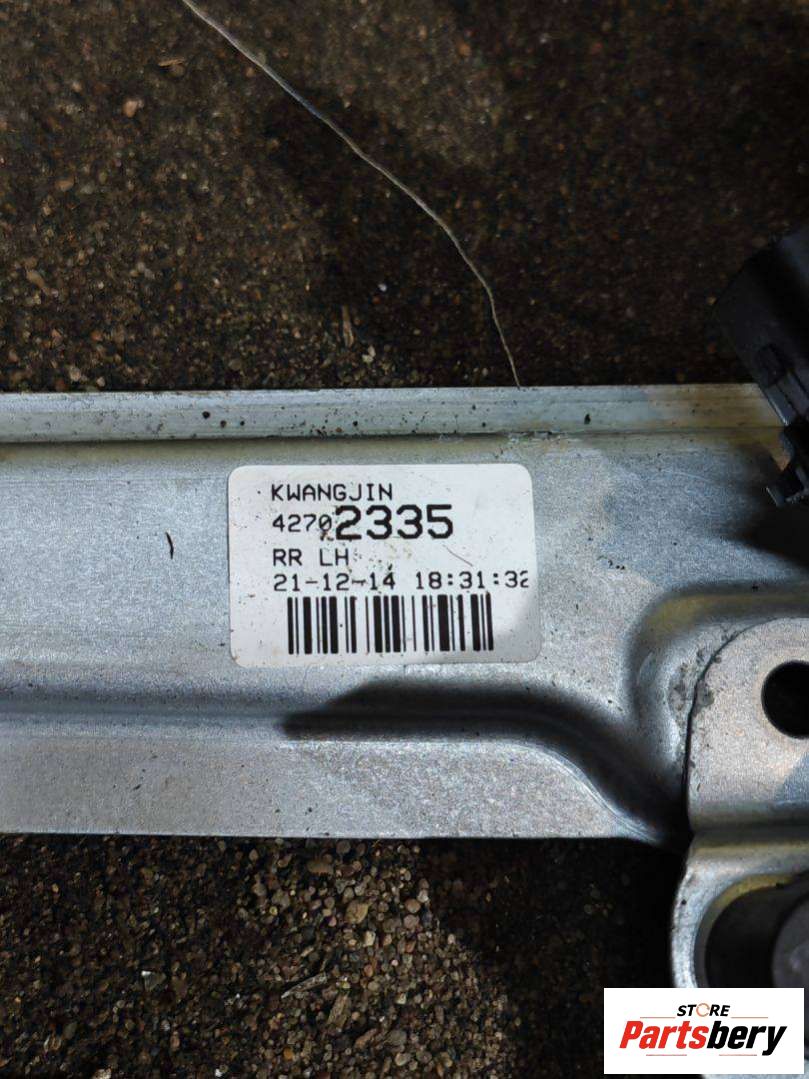 KWANGJIN
42702335
RR LH
21-12-14 18:31:32
STORE
Partsbery